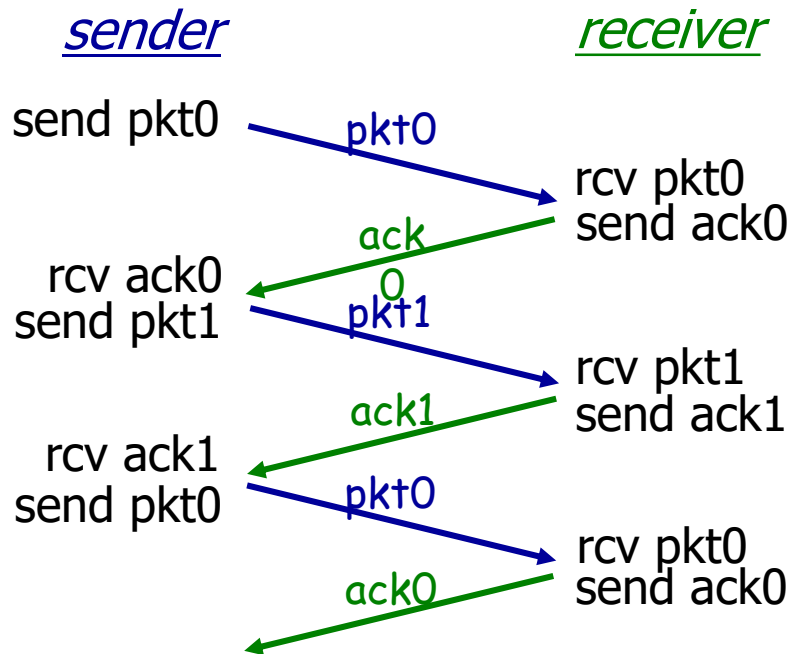 sender receiver
send pkt0
pkt0
rcv pkt0
send ack0
ack
0
rcv ack0
send pkt1
pkt1
rcv pkt1
send ack1
ack1
rcv ack1
send pkt0
pkt0
rcv pkt0
send ack0
ack0